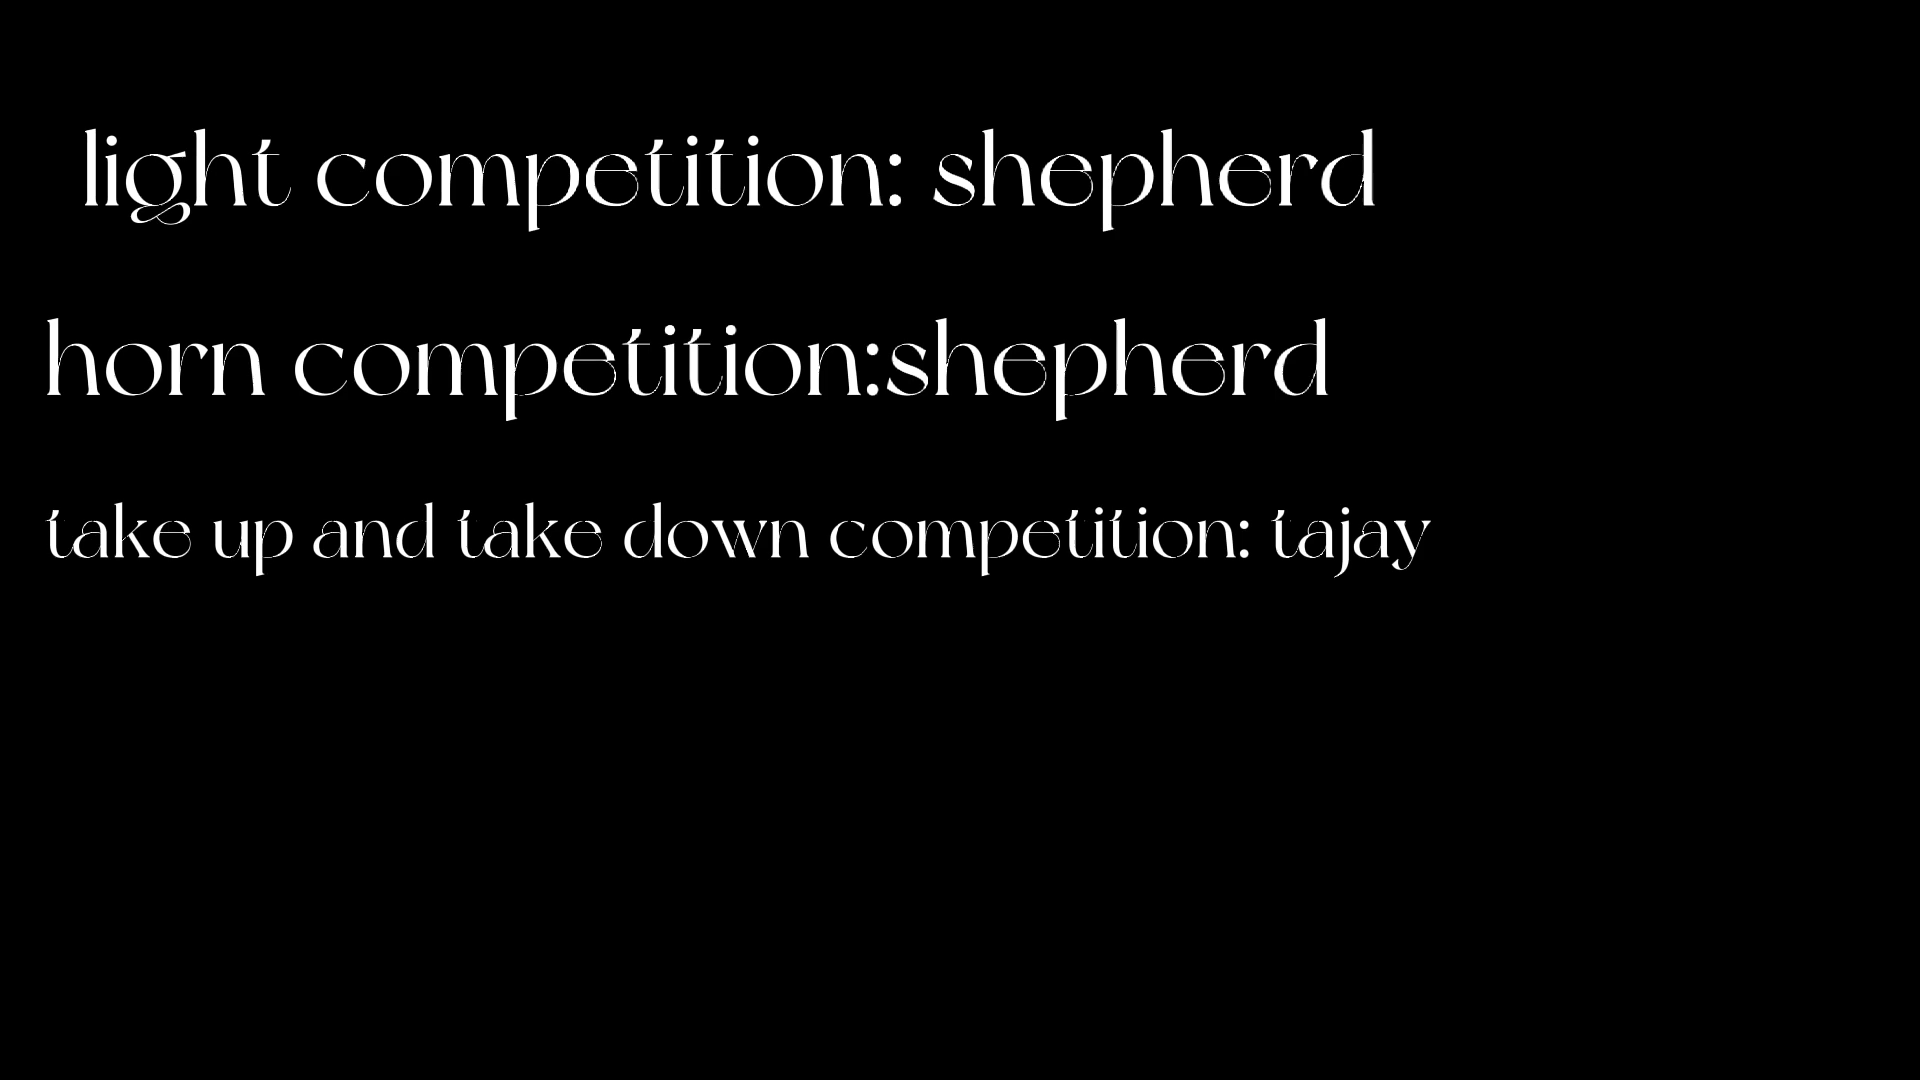 light competition: shepherd
horn competition:shepherd
take up and take down competition: tajay